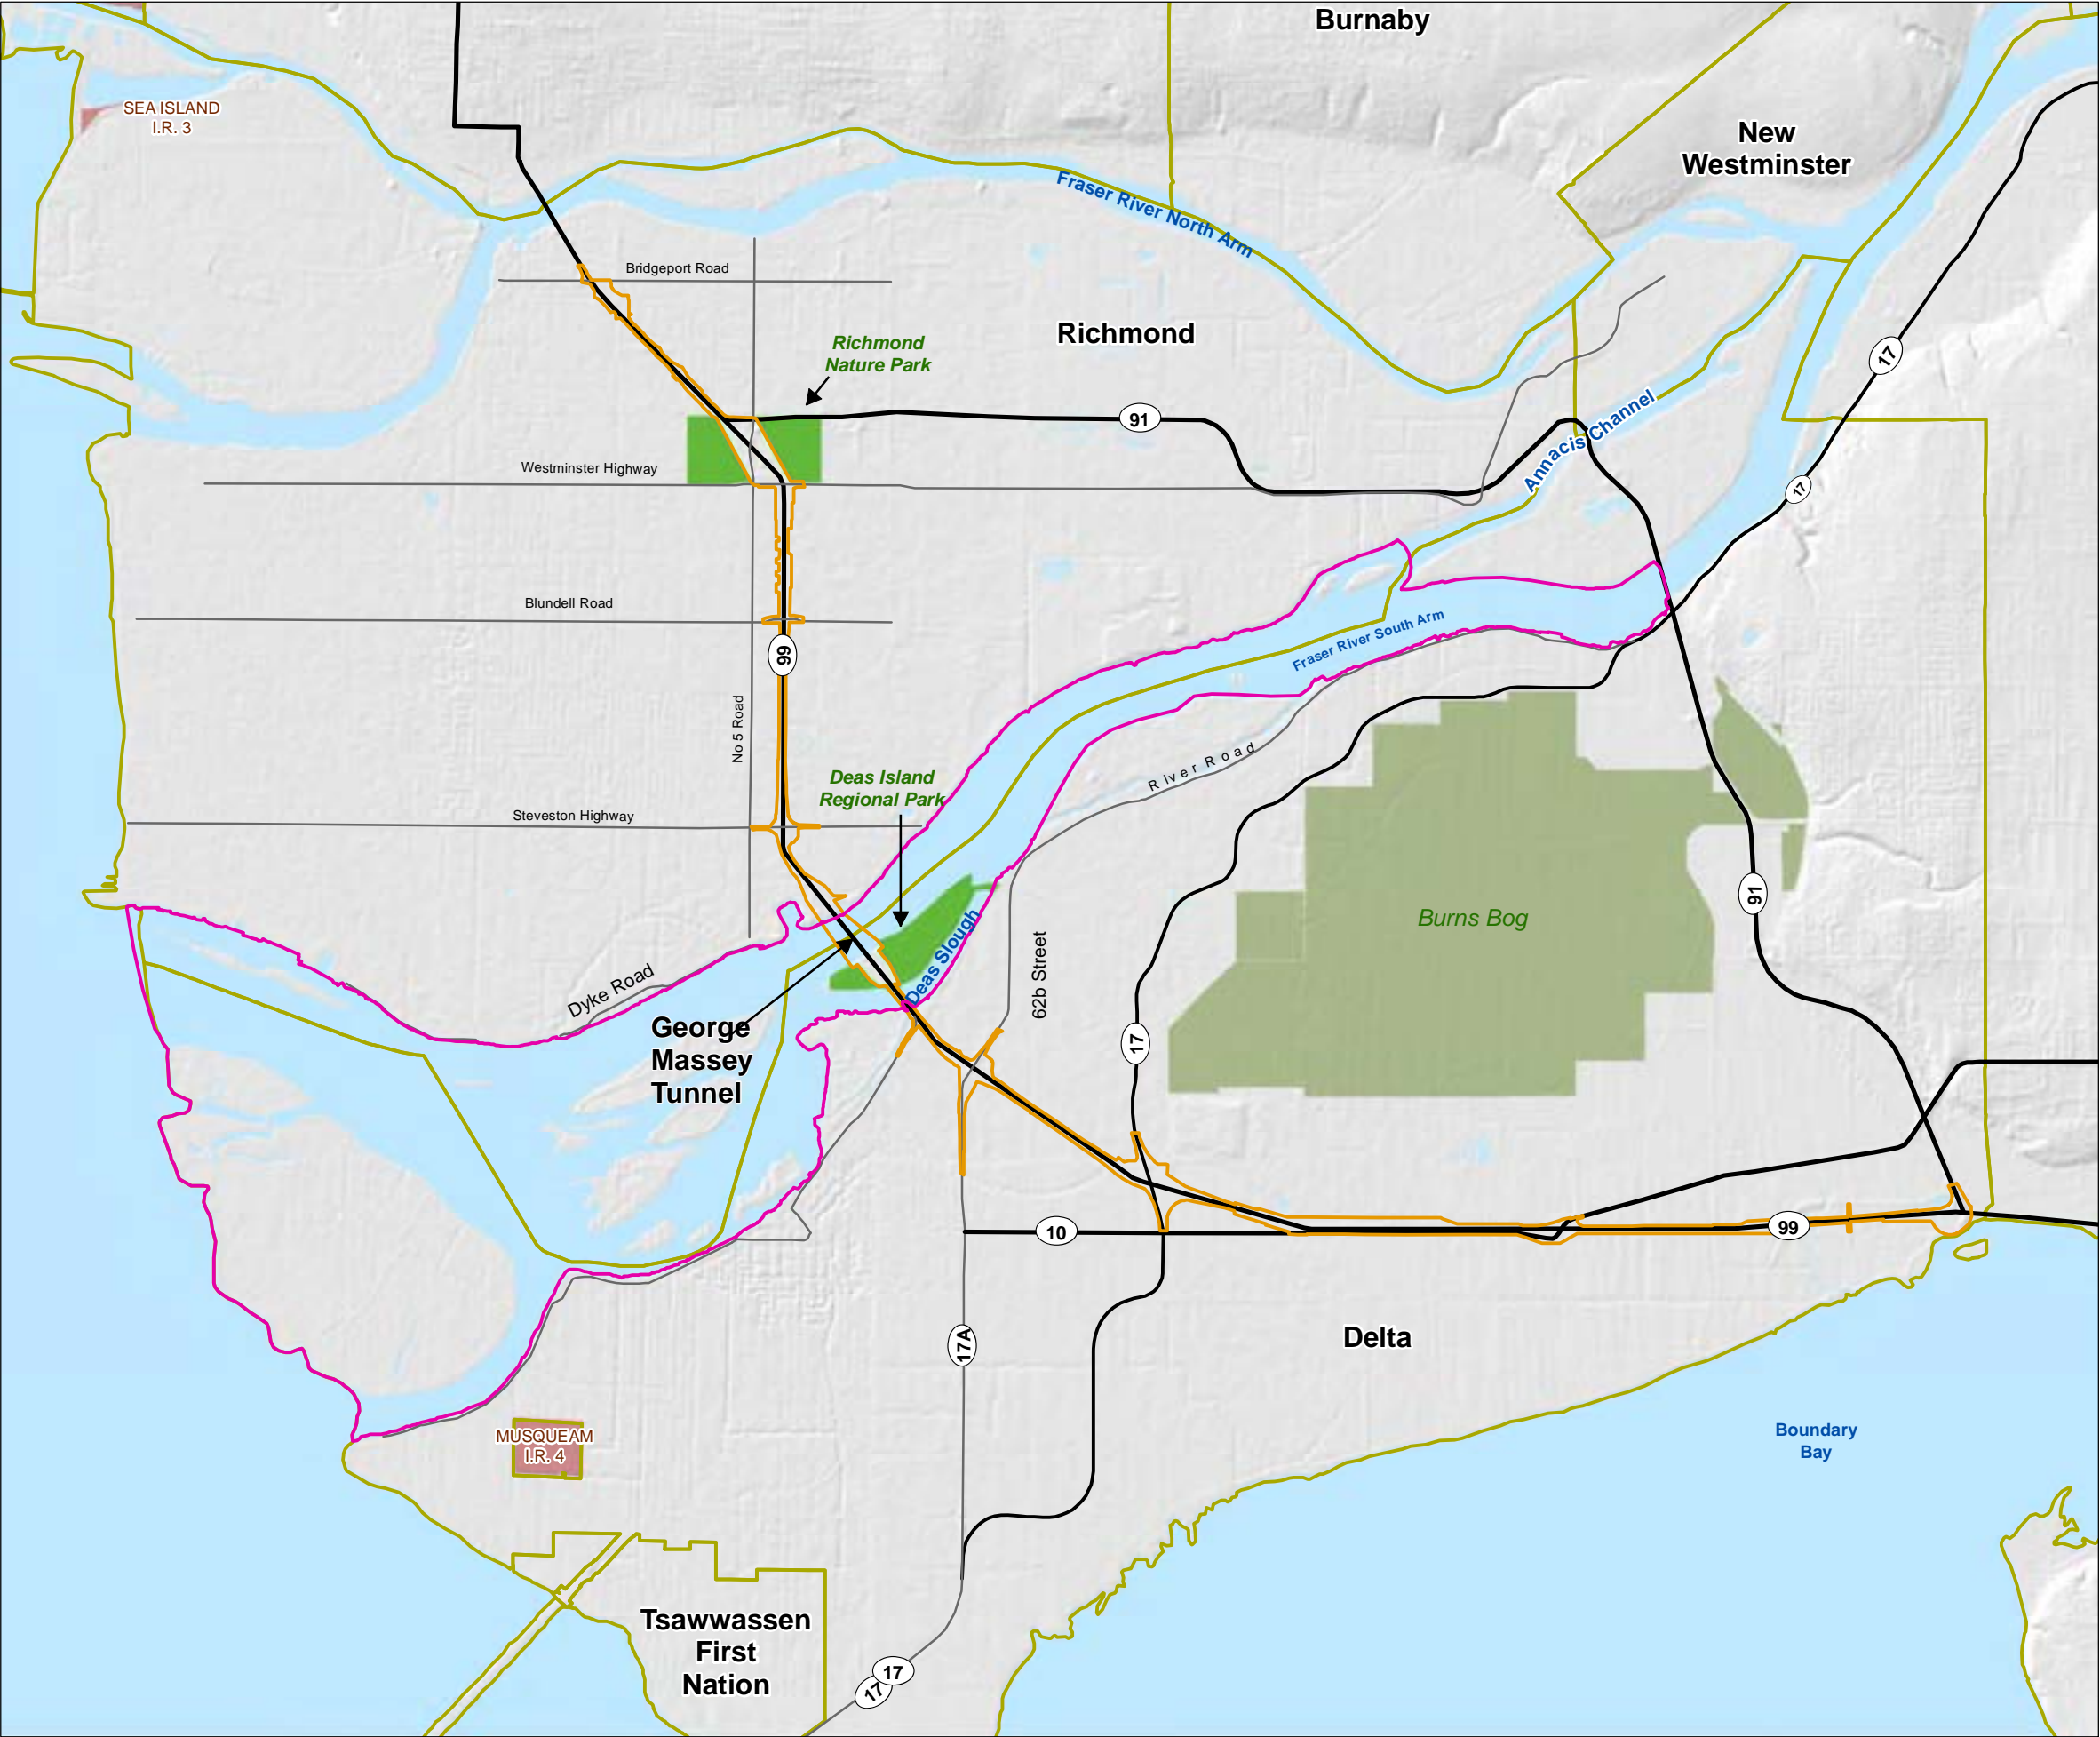 Burnaby
SEA ISLAND
I.R. 3
New
Westminster
Fraser River North Arm
Bridgeport Road
Richmond
Richmond
Nature Park
17
91
Annacis Channel
Westminster Highway
17
Blundell Road
Fraser River South Arm
99
No 5 Road
River Road
Deas Island
Regional Park
Steveston Highway
91
Burns Bog
Deas Slough
62b Street
Dyke Road
George
Massey
Tunnel
17
10
99
17A
Delta
MUSQUEAM
I.R. 4
Boundary
Bay
Tsawwassen
First
Nation
17
17